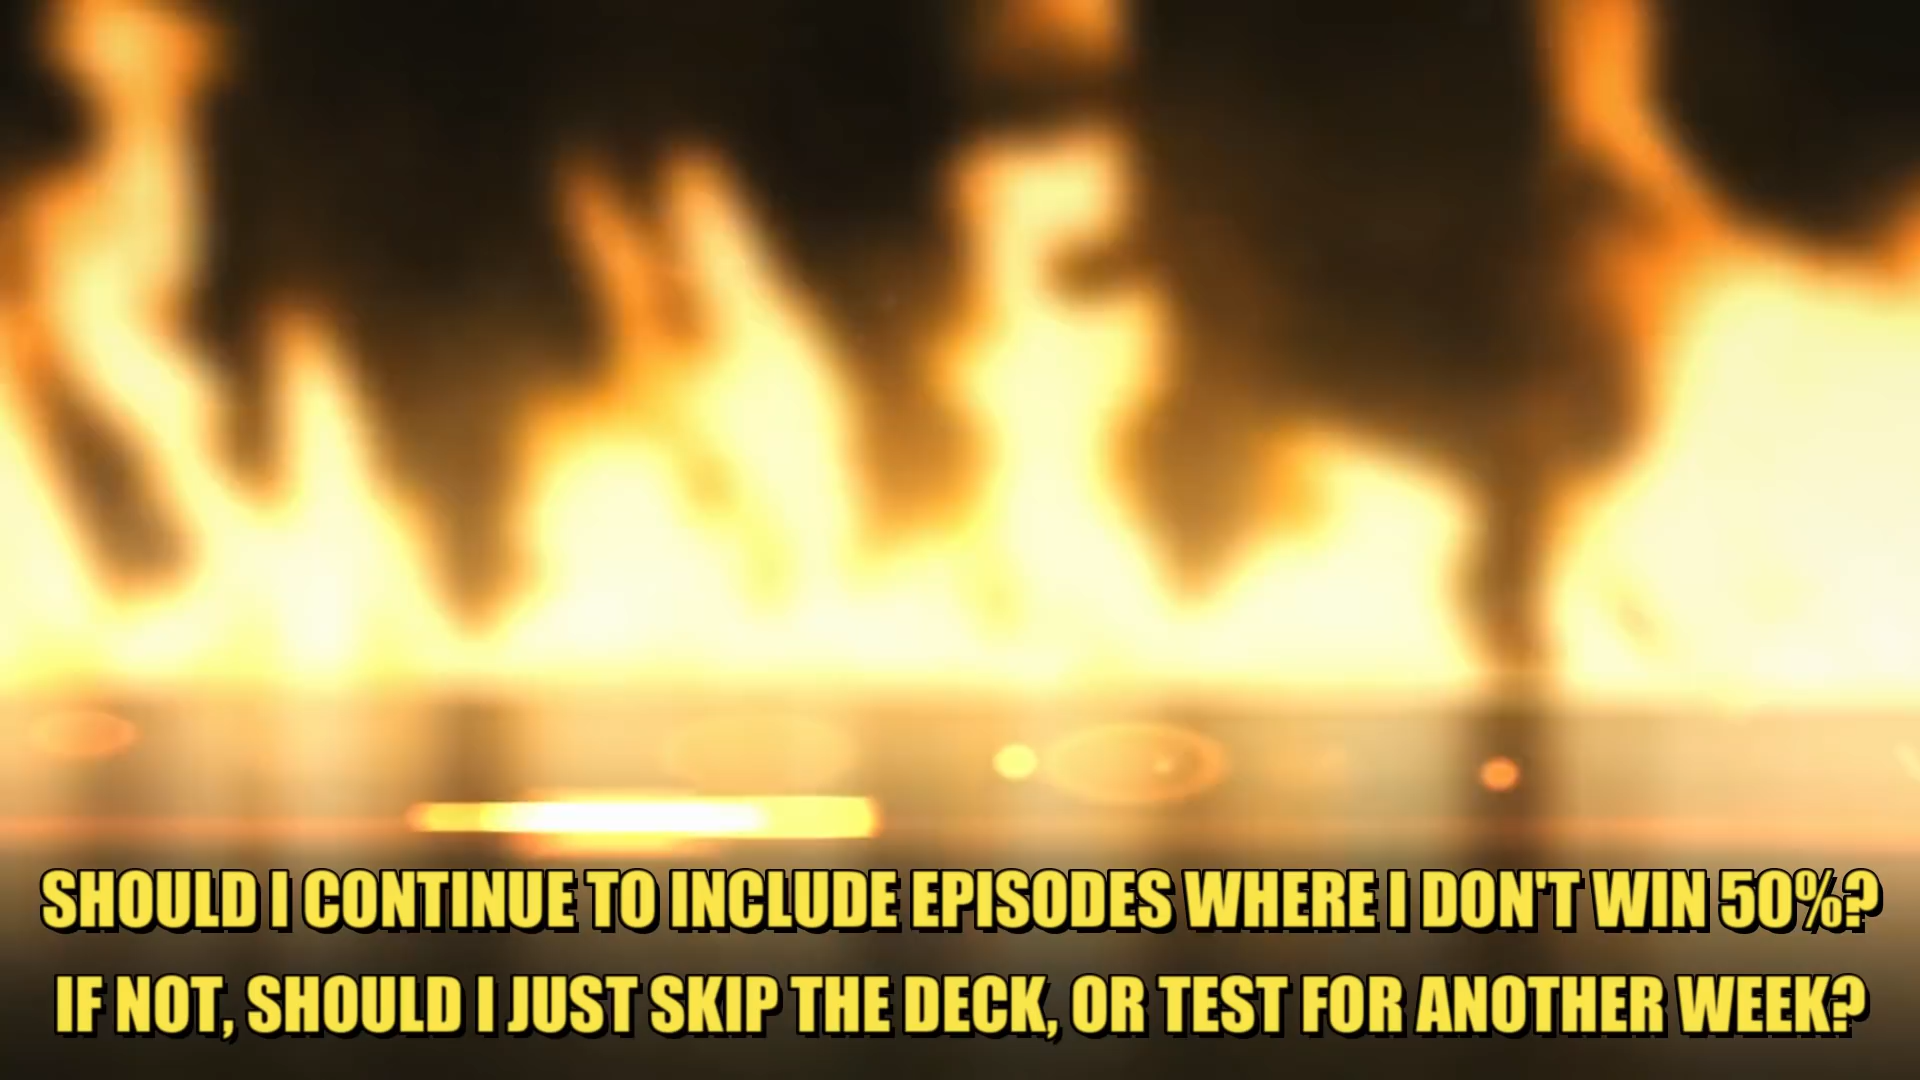 SHOULD I CONTINUE TO INCLUDE EPISODES WHERE I DON'T WIN 50%?
IF NOT, SHOULD I JUST SKIP THE DECK, OR TEST FOR ANOTHER WEEK?